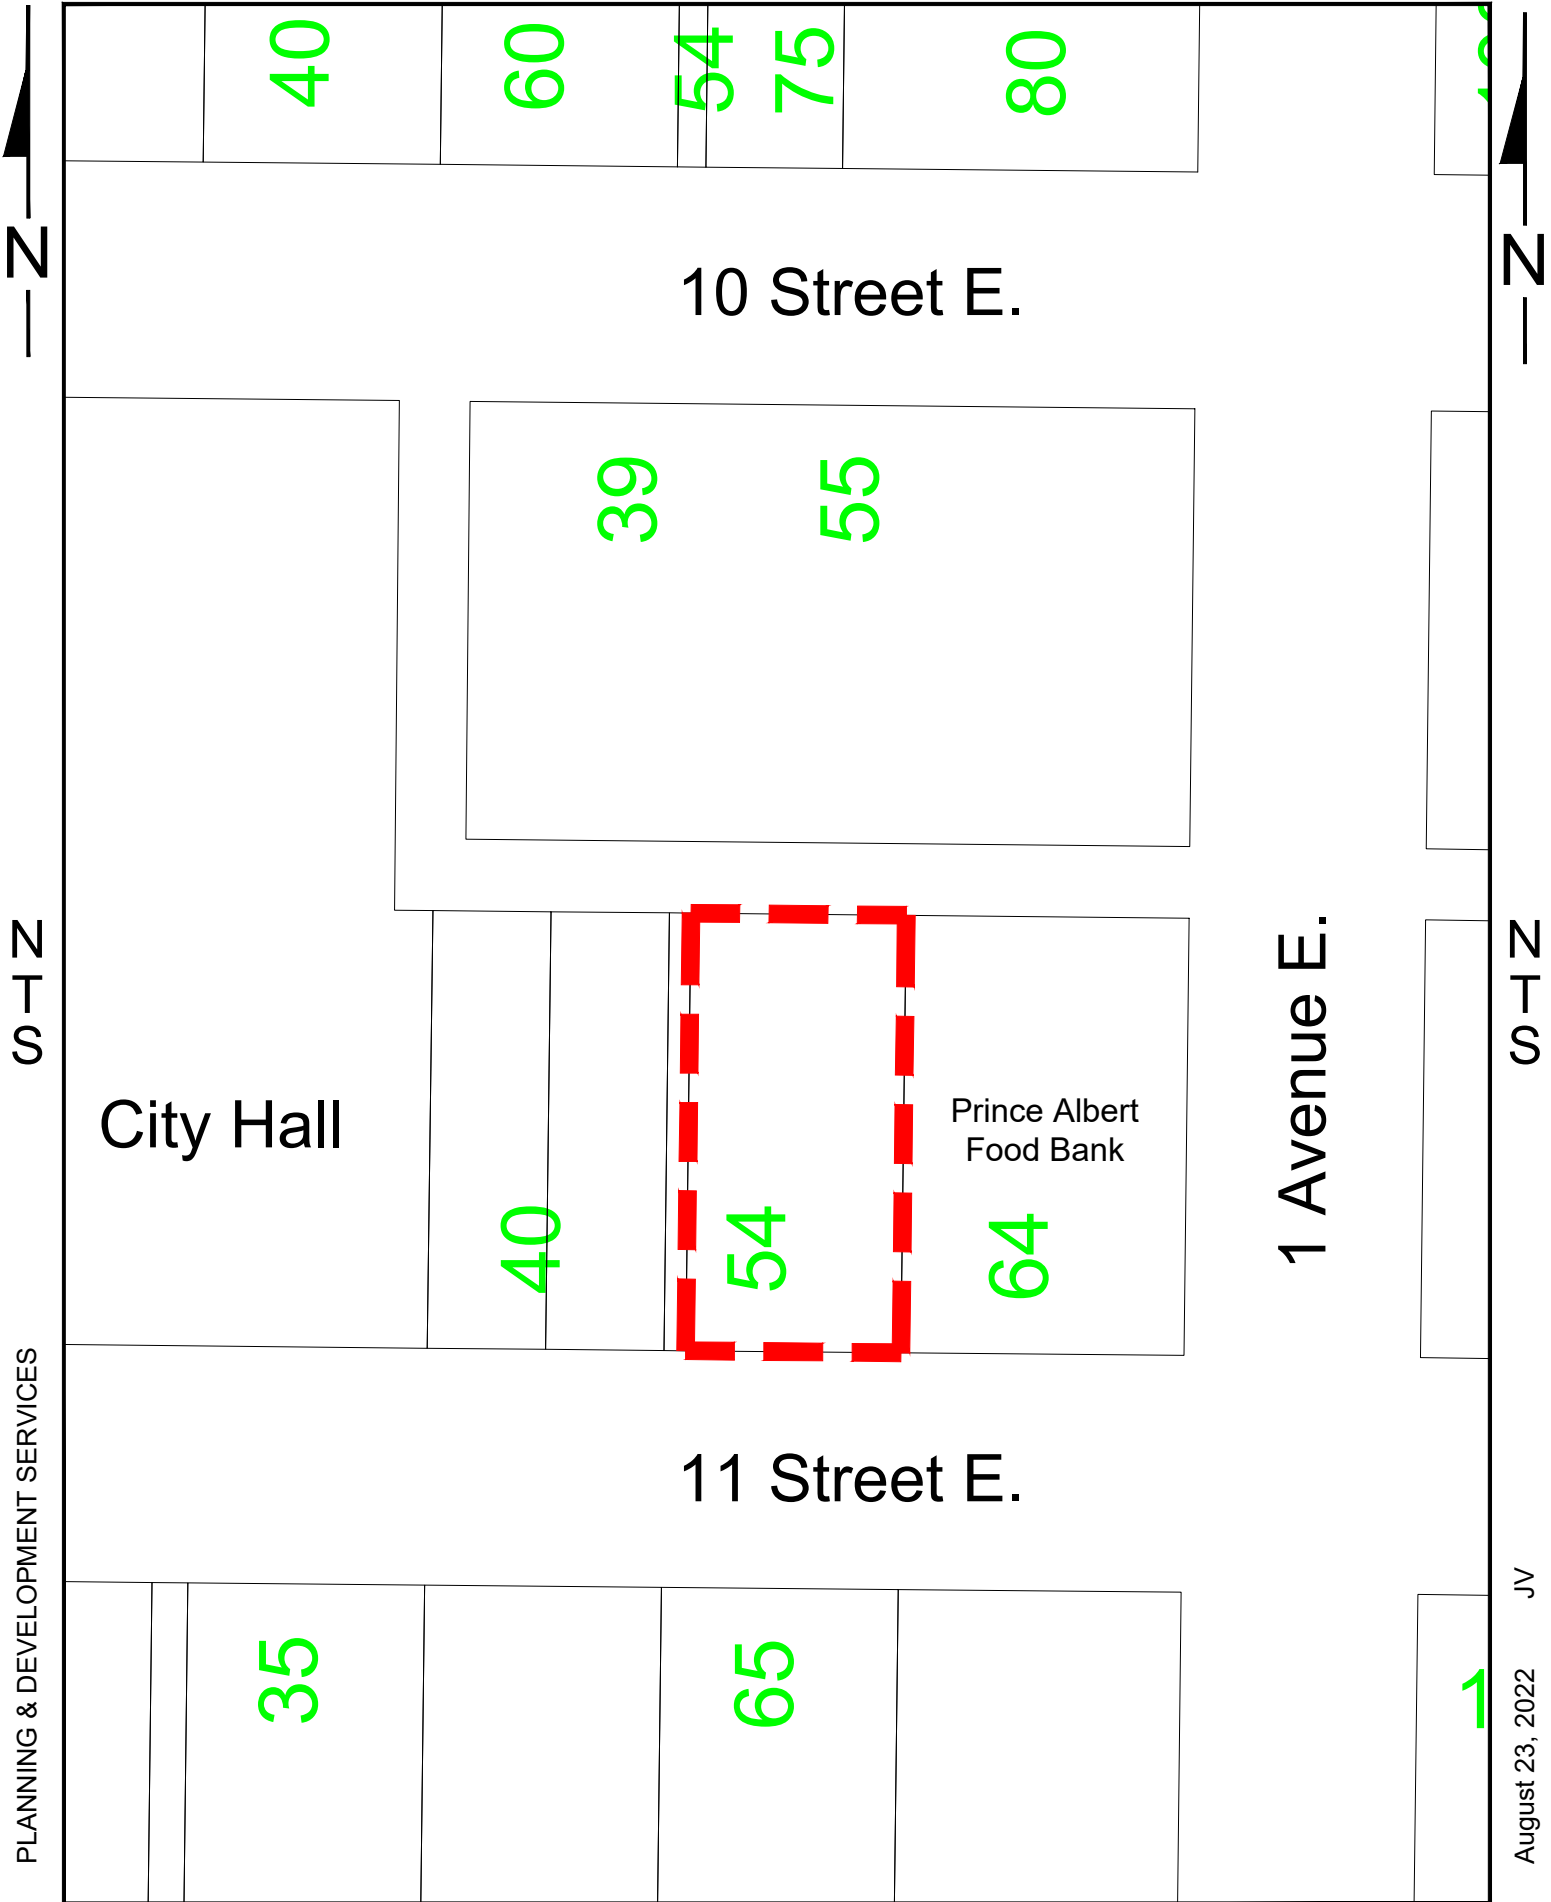 40
60
54
75
80
N
N
10 Street E.
39
55
N
T
S
N
T
S
1 Avenue E.
City Hall
Prince Albert
Food Bank
40
54
64
11 Street E.
35
65
1
PLANNING & DEVELOPMENT SERVICES
August 23, 2022 JV